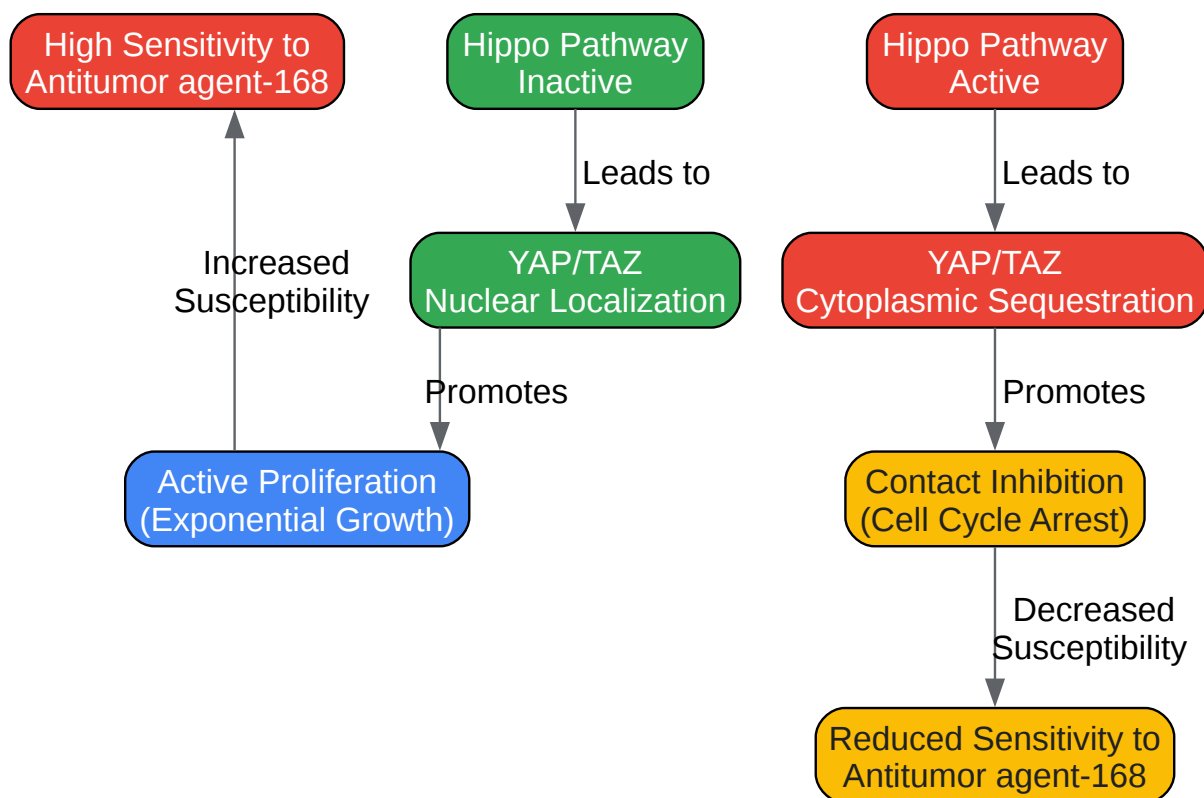 High Sensitivity to
Antitumor agent-168
Hippo Pathway
Inactive
Hippo Pathway
Active
Leads to
Leads to
Increased
Susceptibility
YAP/TAZ
Nuclear Localization
YAP/TAZ
Cytoplasmic Sequestration
Promotes
Promotes
Active Proliferation
(Exponential Growth)
Contact Inhibition
(Cell Cycle Arrest)
Decreased
Susceptibility
Reduced Sensitivity to
Antitumor agent-168